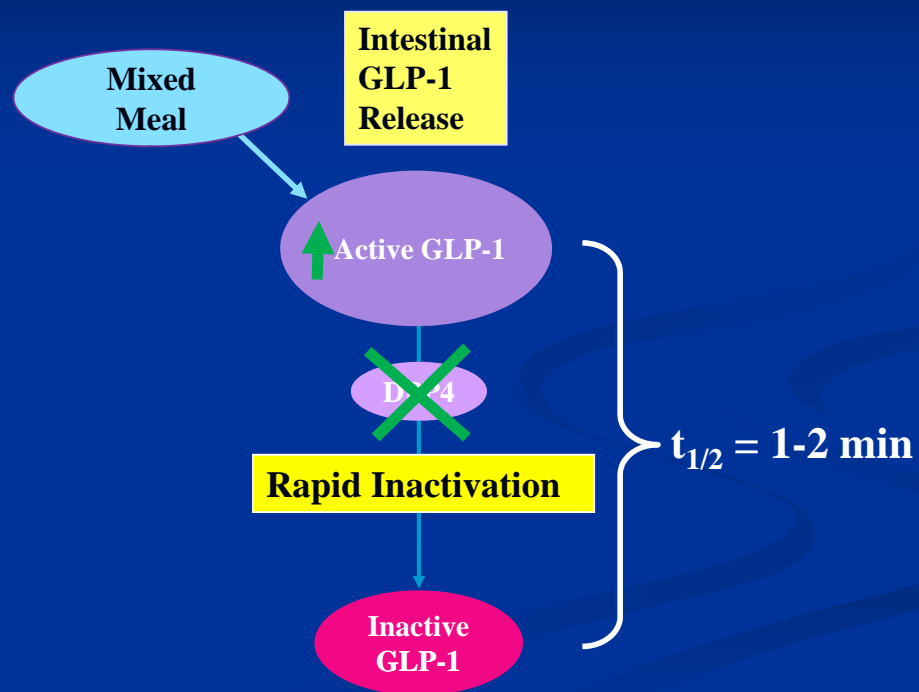 Intestinal
GLP-1
Release
Mixed
Meal
Active GLP-1
DPP4
Rapid Inactivation
t1/2 = 1-2 min
Inactive
GLP-1